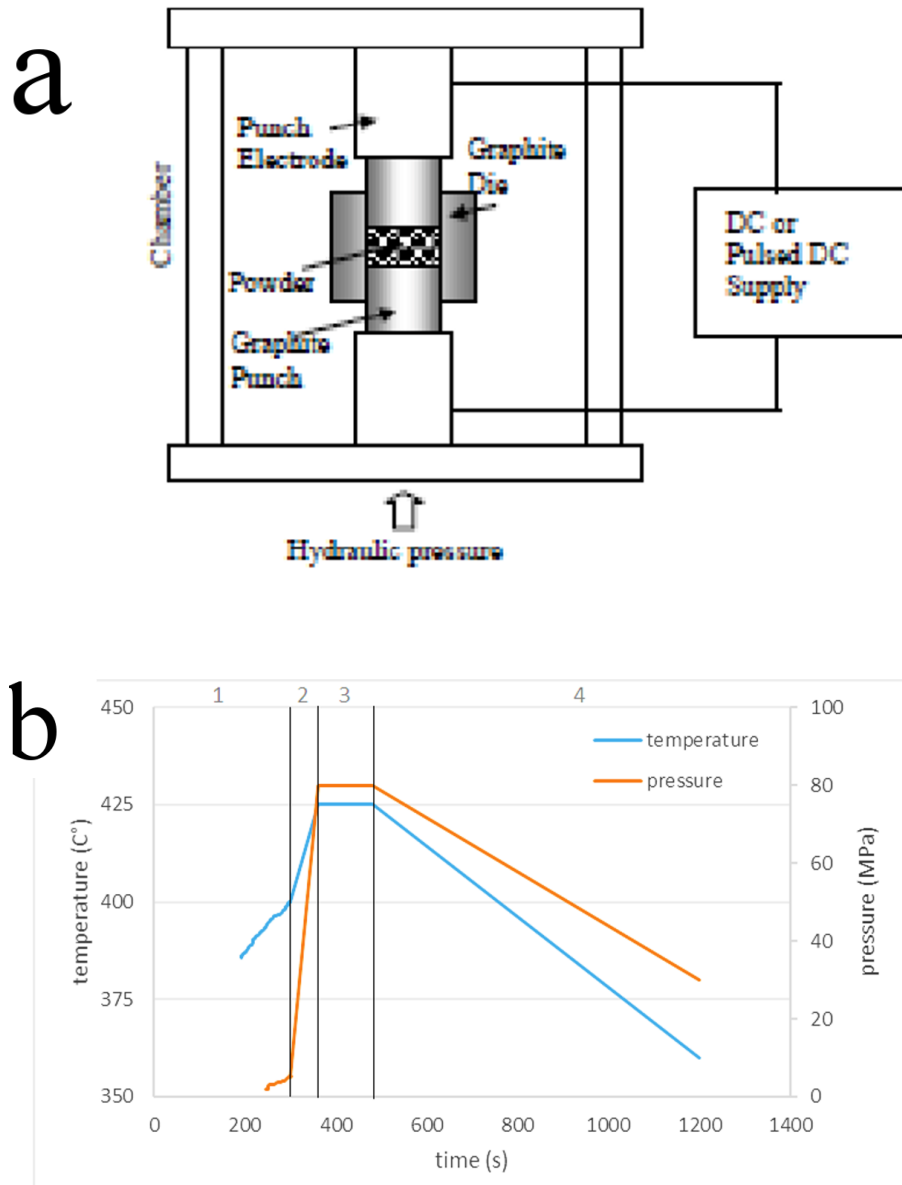 a
Punch
Electrode
Graphite
Die
Chamber
Powder
Graphite
Punch
DC or
Pulsed DC
Supply
Hydraulic pressure
b
1 2 3 4
450
425
400
375
350
temperature (C°)
temperature
pressure
100
80
60
40
20
0
pressure (MPa)
0 200 400 600 800 1000 1200 1400
time (s)